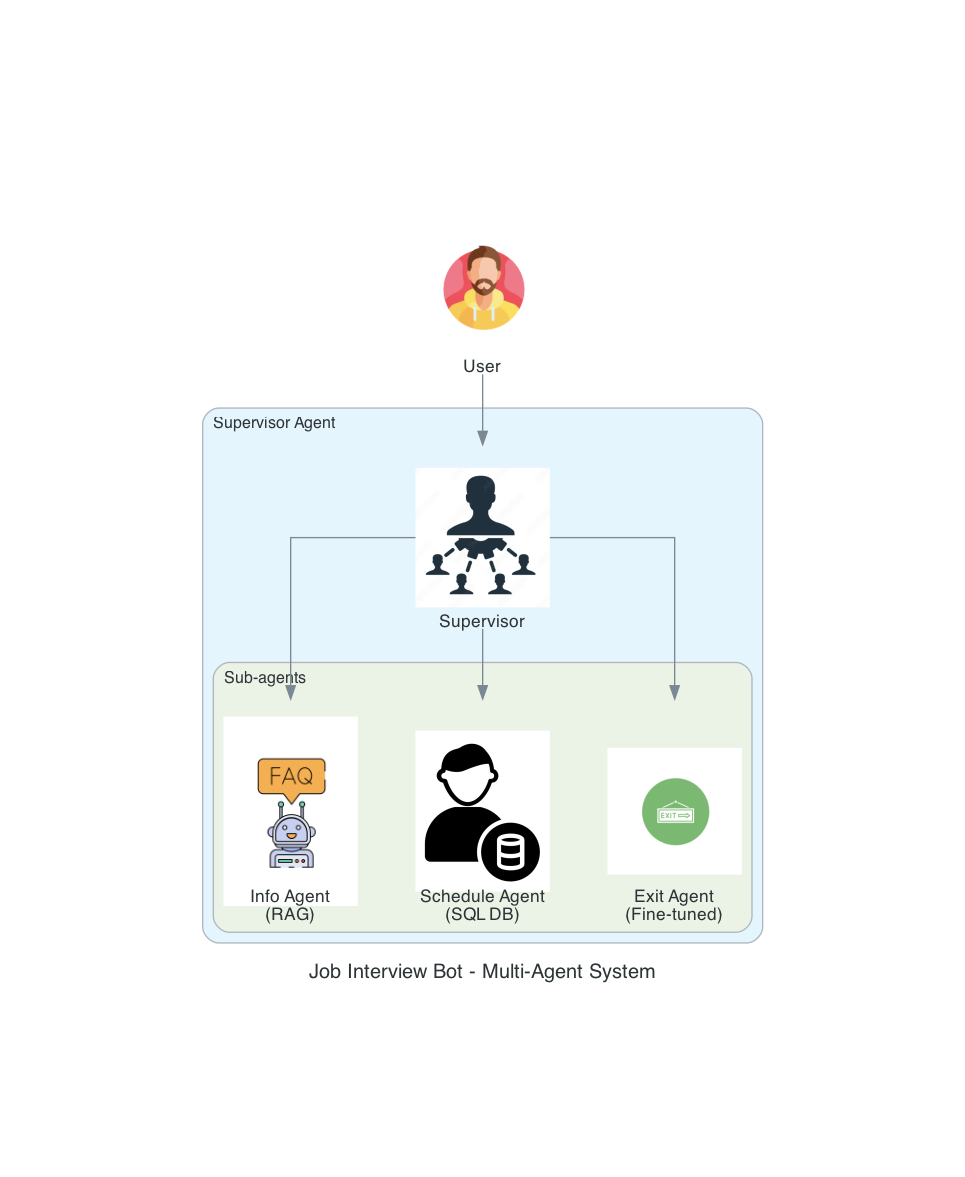 User
Supervisor Agent
Supervisor
Sub-agents
FAQ
EXIT
Info Agent
(RAG)
Schedule Agent
(SQL DB)
Exit Agent
(Fine-tuned)
Job Interview Bot - Multi-Agent System